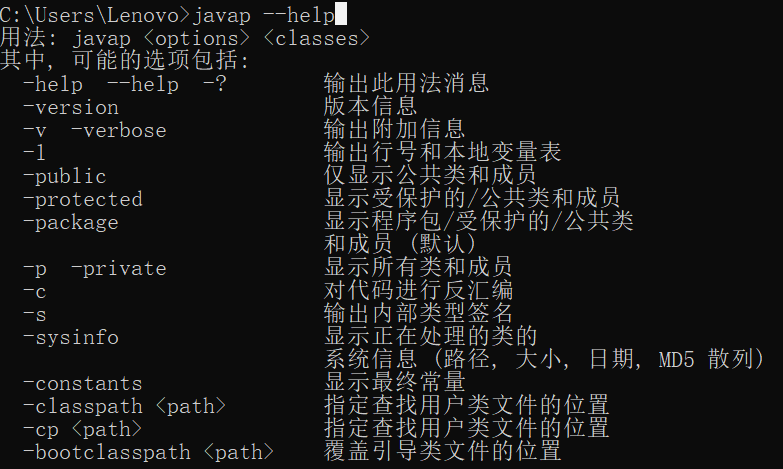 C:\Users\Lenovo>javap --help
用法: javap <options> <classes>
其中, 可能的选项包括:
  -help  --help  -?        输出此用法消息
  -version                 版本信息
  -v  -verbose             输出附加信息
  -l                       输出行号和本地变量表
  -public                  仅显示公共类和成员
  -protected               显示受保护的/公共类和成员
  -package                 显示程序包/受保护的/公共类
                           和成员 (默认)
  -p  -private             显示所有类和成员
  -c                       对代码进行反汇编
  -s                       输出内部类型签名
  -sysinfo                 显示正在处理的类的
                           系统信息 (路径, 大小, 日期, MD5 散列)
  -constants               显示最终常量
  -classpath <path>        指定查找用户类文件的位置
  -cp <path>               指定查找用户类文件的位置
  -bootclasspath <path>    覆盖引导类文件的位置